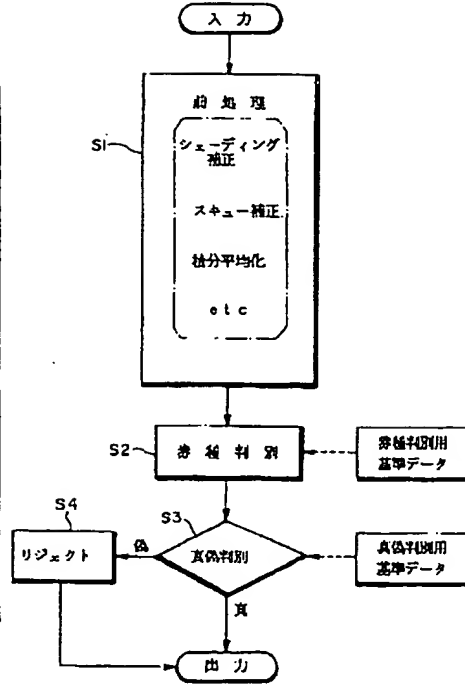 入力
前処理
S1
シェーディング
補正
スキュー補正
積分平均化
etc
S2
券種判別
券種判別用
基準データ
S4
S3
リジェクト
偽
真偽判別
真偽判別用
基準データ
真
出力